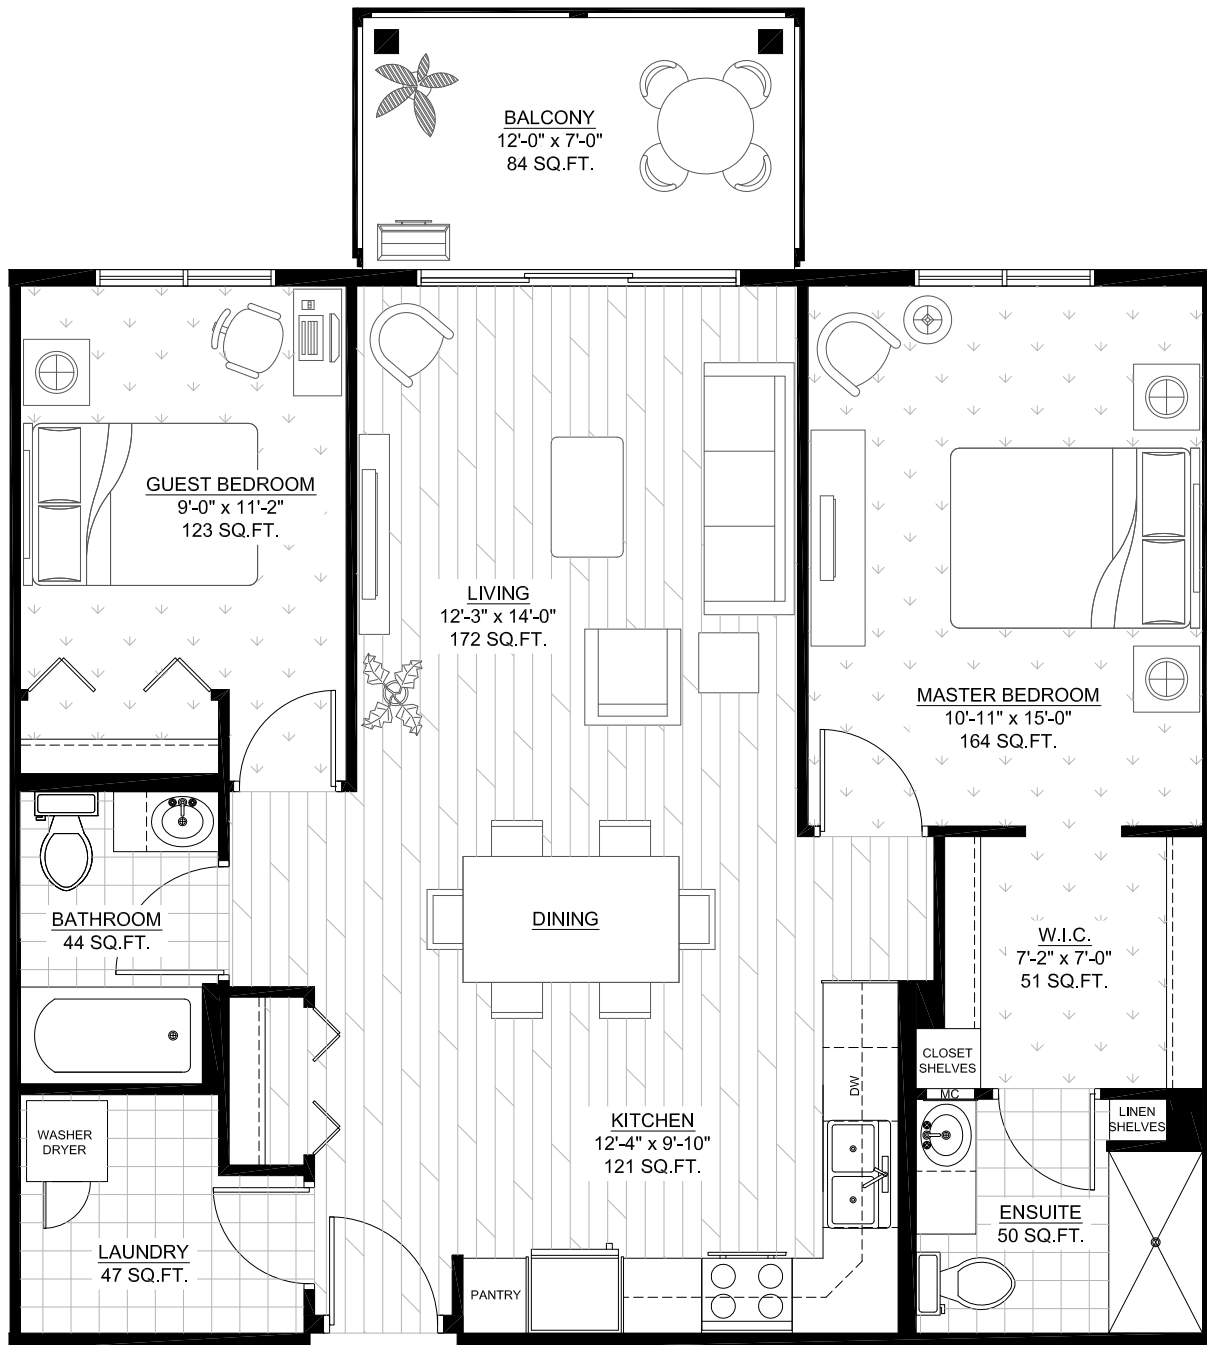 BALCONY
12'-0" x 7'-0"
84 SQ.FT.
GUEST BEDROOM
9'-0" x 11'-2"
123 SQ.FT.
LIVING
12'-3" x 14'-0"
172 SQ.FT.
MASTER BEDROOM
10'-11" x 15'-0"
164 SQ.FT.
BATHROOM
44 SQ.FT.
DINING
W.I.C.
7'-2" x 7'-0"
51 SQ.FT.
CLOSET
SHELVES
MC
LINEN
SHELVES
DW
WASHER
DRYER
KITCHEN
12'-4" x 9'-10"
121 SQ.FT.
ENSUITE
50 SQ.FT.
LAUNDRY
47 SQ.FT.
PANTRY